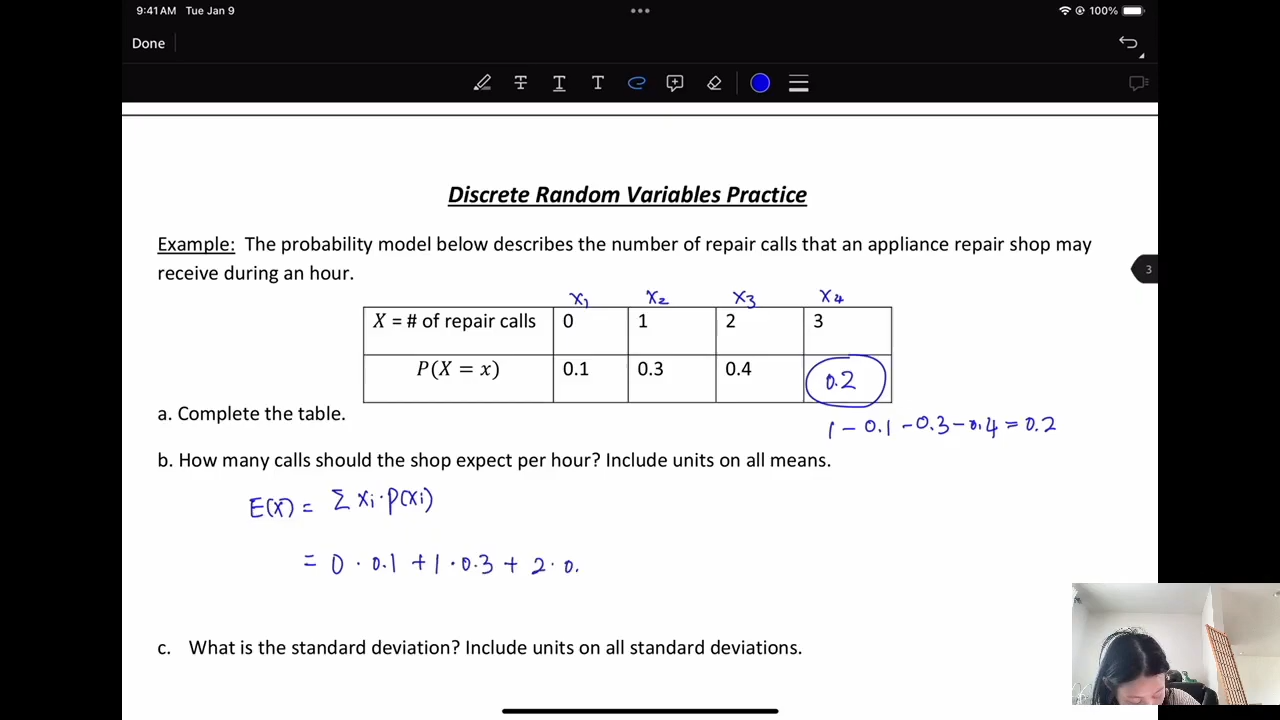 9:41 AM Tue Jan 9
100%
Done
T T T
Discrete Random Variables Practice
Example: The probability model below describes the number of repair calls that an appliance repair shop may
receive during an hour.
x₁ x₂ x₃ x₄
X = # of repair calls 0 1 2 3
P(X = x) 0.1 0.3 0.4 0.2
a. Complete the table.
1 - 0.1 - 0.3 - 0.4 = 0.2
b. How many calls should the shop expect per hour? Include units on all means.
E(X) = Σ xi · P(xi)
= 0 · 0.1 + 1 · 0.3 + 2 · 0.
c. What is the standard deviation? Include units on all standard deviations.
3